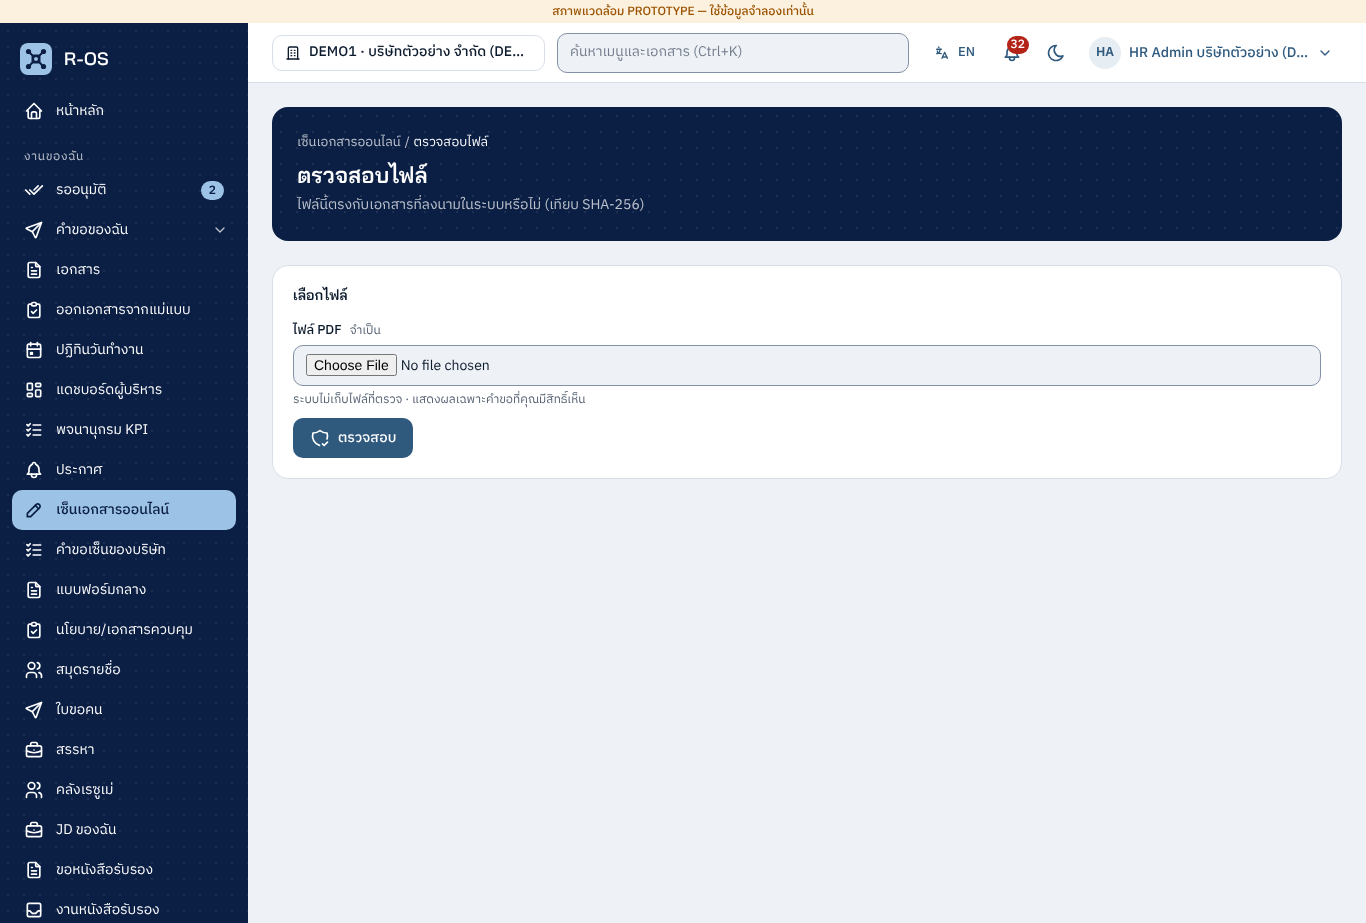 สภาพแวดล้อม PROTOTYPE — ใช้ข้อมูลจำลองเท่านั้น
R-OS
DEMO1 · บริษัทตัวอย่าง จำกัด (DE...
ค้นหาเมนูและเอกสาร (Ctrl+K)
EN
32
HA
HR Admin บริษัทตัวอย่าง (D...
หน้าหลัก
งานของฉัน
รออนุมัติ 2
คำขอของฉัน
เอกสาร
ออกเอกสารจากแม่แบบ
ปฏิทินวันทำงาน
แดชบอร์ดผู้บริหาร
พจนานุกรม KPI
ประกาศ
เซ็นเอกสารออนไลน์
คำขอเซ็นของบริษัท
แบบฟอร์มกลาง
นโยบาย/เอกสารควบคุม
สมุดรายชื่อ
ใบขอคน
สรรหา
คลังเรซูเม่
JD ของฉัน
ขอหนังสือรับรอง
งานหนังสือรับรอง
เซ็นเอกสารออนไลน์ / ตรวจสอบไฟล์
ตรวจสอบไฟล์
ไฟล์นี้ตรงกับเอกสารที่ลงนามในระบบหรือไม่ (เทียบ SHA-256)
เลือกไฟล์
ไฟล์ PDF จำเป็น
Choose File No file chosen
ระบบไม่เก็บไฟล์ที่ตรวจ · แสดงผลเฉพาะคำขอที่คุณมีสิทธิ์เห็น
ตรวจสอบ